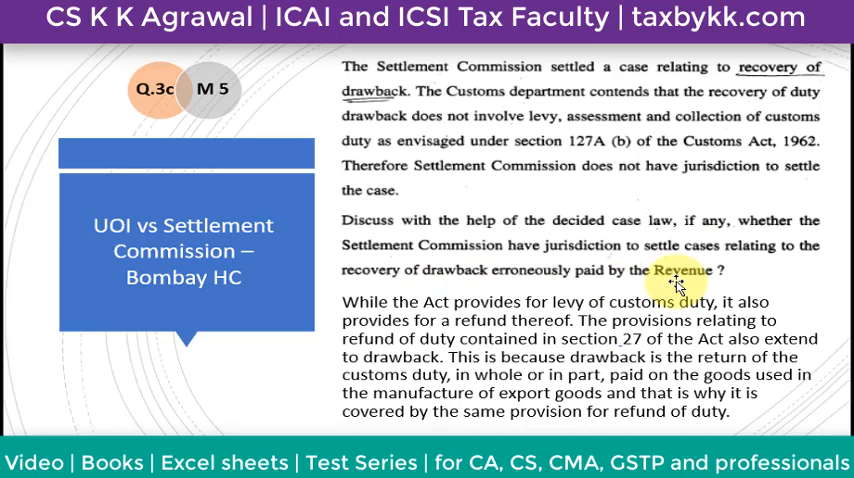 CS K K Agrawal | ICAI and ICSI Tax Faculty | taxbykk.com
Q.3c M 5
The Settlement Commission settled a case relating to recovery of
drawback. The Customs department contends that the recovery of duty
drawback does not involve levy, assessment and collection of customs
duty as envisaged under section 127A (b) of the Customs Act, 1962.
Therefore Settlement Commission does not have jurisdiction to settle
the case.
UOI vs Settlement
Commission –
Bombay HC
Discuss with the help of the decided case law, if any, whether the
Settlement Commission have jurisdiction to settle cases relating to the
recovery of drawback erroneously paid by the Revenue ?
While the Act provides for levy of customs duty, it also
provides for a refund thereof. The provisions relating to
refund of duty contained in section 27 of the Act also extend
to drawback. This is because drawback is the return of the
customs duty, in whole or in part, paid on the goods used in
the manufacture of export goods and that is why it is
covered by the same provision for refund of duty.
Video | Books | Excel sheets | Test Series | for CA, CS, CMA, GSTP and professionals